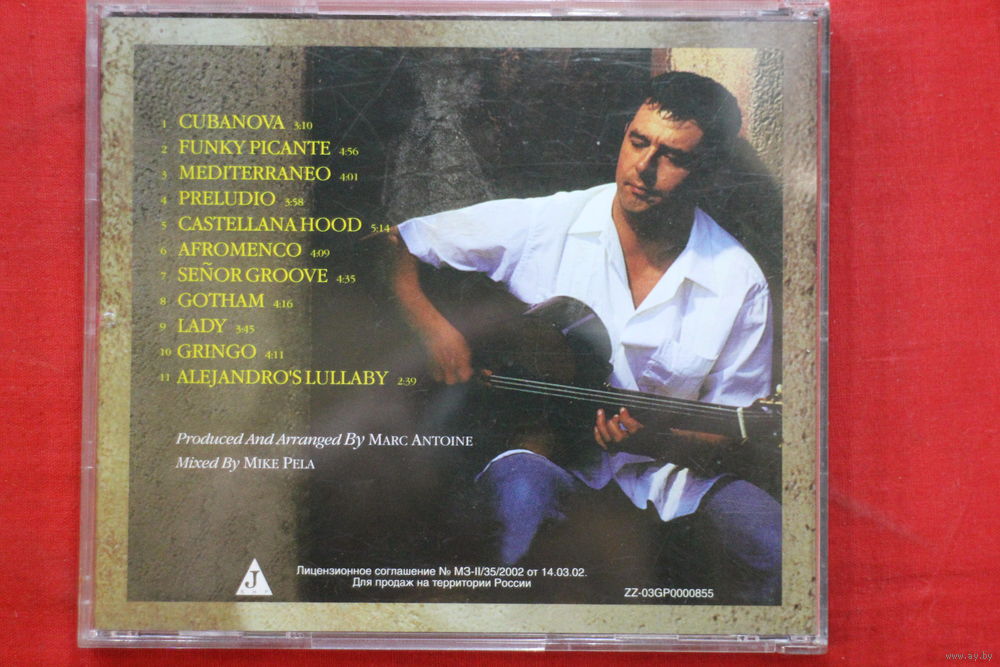 1 CUBANOVA 3:10
2 FUNKY PICANTE 4:56
3 MEDITERRANEO 4:01
4 PRELUDIO 3:58
5 CASTELLANA HOOD 5:14
6 AFROMENCO 4:09
7 SEÑOR GROOVE 4:35
8 GOTHAM 4:16
9 LADY 3:45
10 GRINGO 4:11
11 ALEJANDRO'S LULLABY 2:39
Produced And Arranged By MARC ANTOINE
Mixed By MIKE PELA
J
Лицензионное соглашение № МЗ-II/35/2002 от 14.03.02.
Для продаж на территории России
ZZ-03GP0000855
www.ay.by